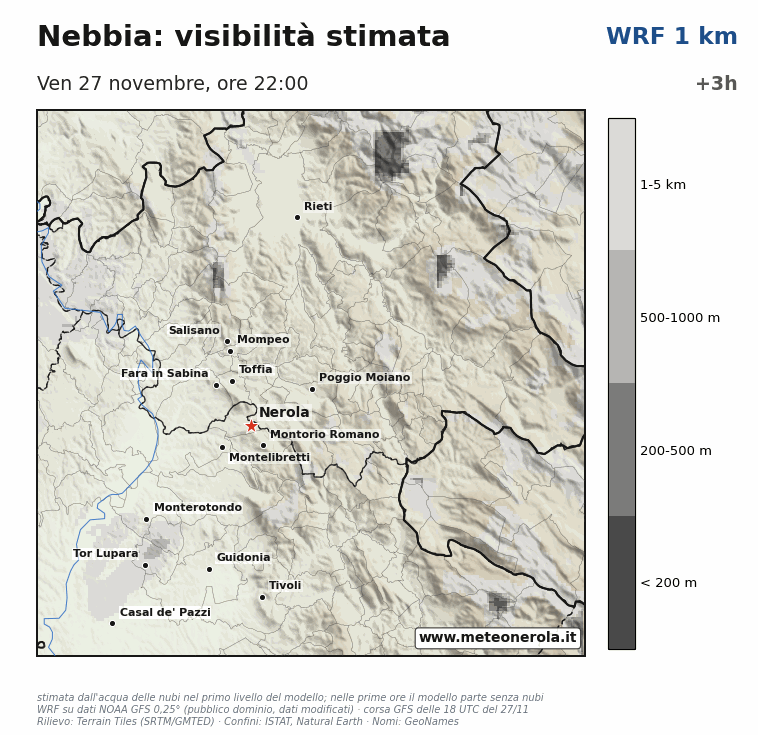 Nebbia: visibilità stimata
WRF 1 km
Ven 27 novembre, ore 22:00
+3h
Rieti
Salisano
Mompeo
Toffia
Fara in Sabina
Poggio Moiano
Nerola
Montorio Romano
Montelibretti
Monterotondo
Tor Lupara
Guidonia
Tivoli
Casal de' Pazzi
www.meteonerola.it
1-5 km
500-1000 m
200-500 m
< 200 m
stimata dall'acqua delle nubi nel primo livello del modello; nelle prime ore il modello parte senza nubi
WRF su dati NOAA GFS 0,25° (pubblico dominio, dati modificati) · corsa GFS delle 18 UTC del 27/11
Rilievo: Terrain Tiles (SRTM/GMTED) · Confini: ISTAT, Natural Earth · Nomi: GeoNames